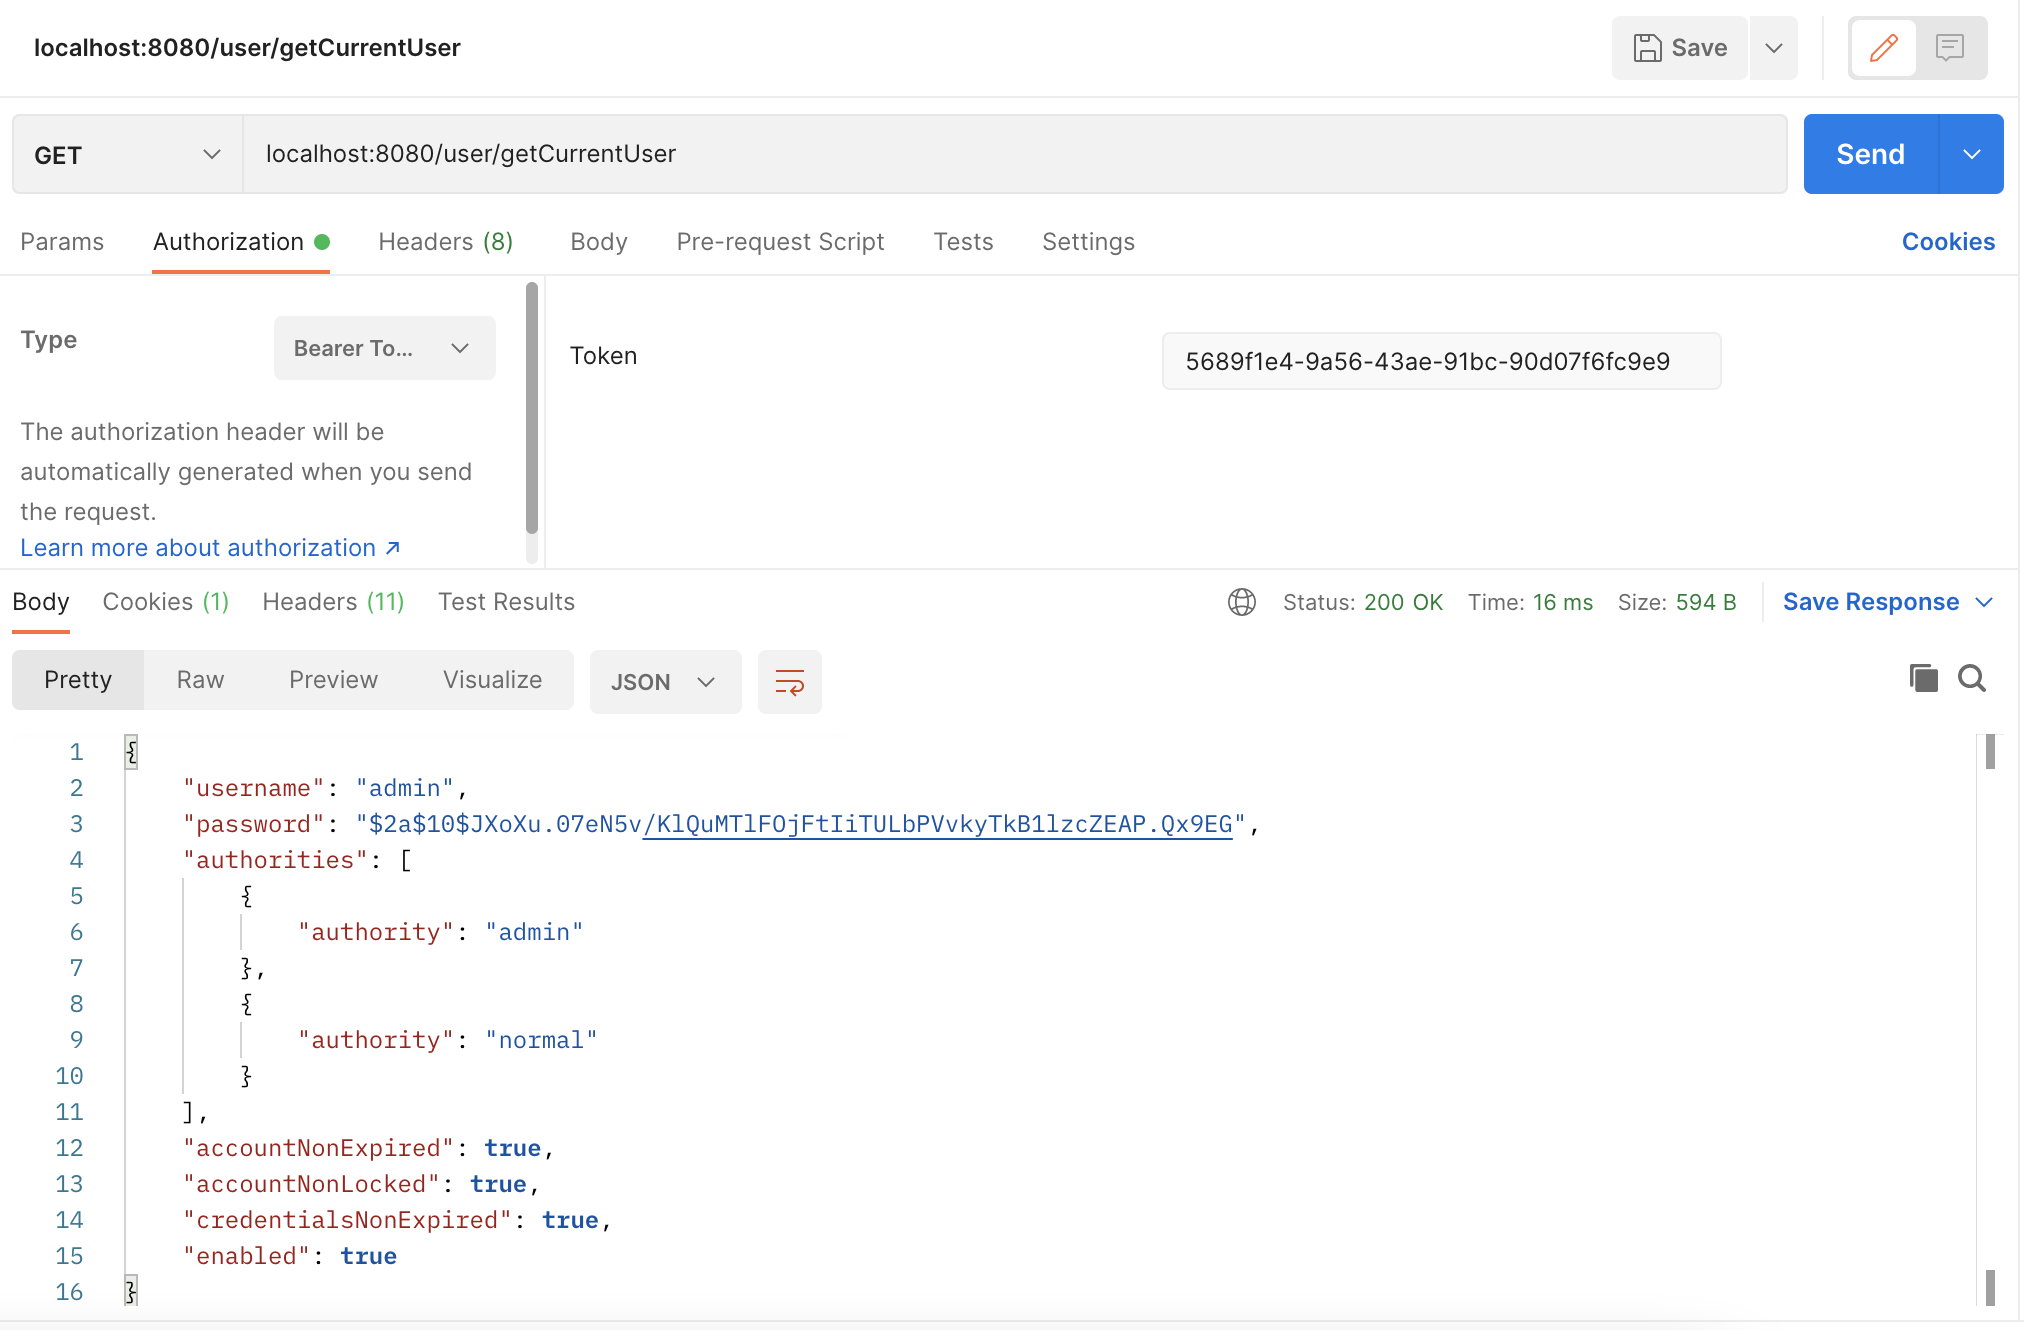 localhost:8080/user/getCurrentUser
Save
GET
localhost:8080/user/getCurrentUser
Send
Params Authorization Headers (8) Body Pre-request Script Tests Settings Cookies
Type
Bearer To...
Token
5689f1e4-9a56-43ae-91bc-90d07f6fc9e9
The authorization header will be
automatically generated when you send
the request.
Learn more about authorization ↗
Body Cookies (1) Headers (11) Test Results Status: 200 OK Time: 16 ms Size: 594 B Save Response
Pretty Raw Preview Visualize JSON
1 {
2 "username": "admin",
3 "password": "$2a$10$JXoXu.07eN5v/KlQuMTlFOjFtIiTULbPVvkyTkB1lzcZEAP.Qx9EG",
4 "authorities": [
5 {
6 "authority": "admin"
7 },
8 {
9 "authority": "normal"
10 }
11 ],
12 "accountNonExpired": true,
13 "accountNonLocked": true,
14 "credentialsNonExpired": true,
15 "enabled": true
16 }